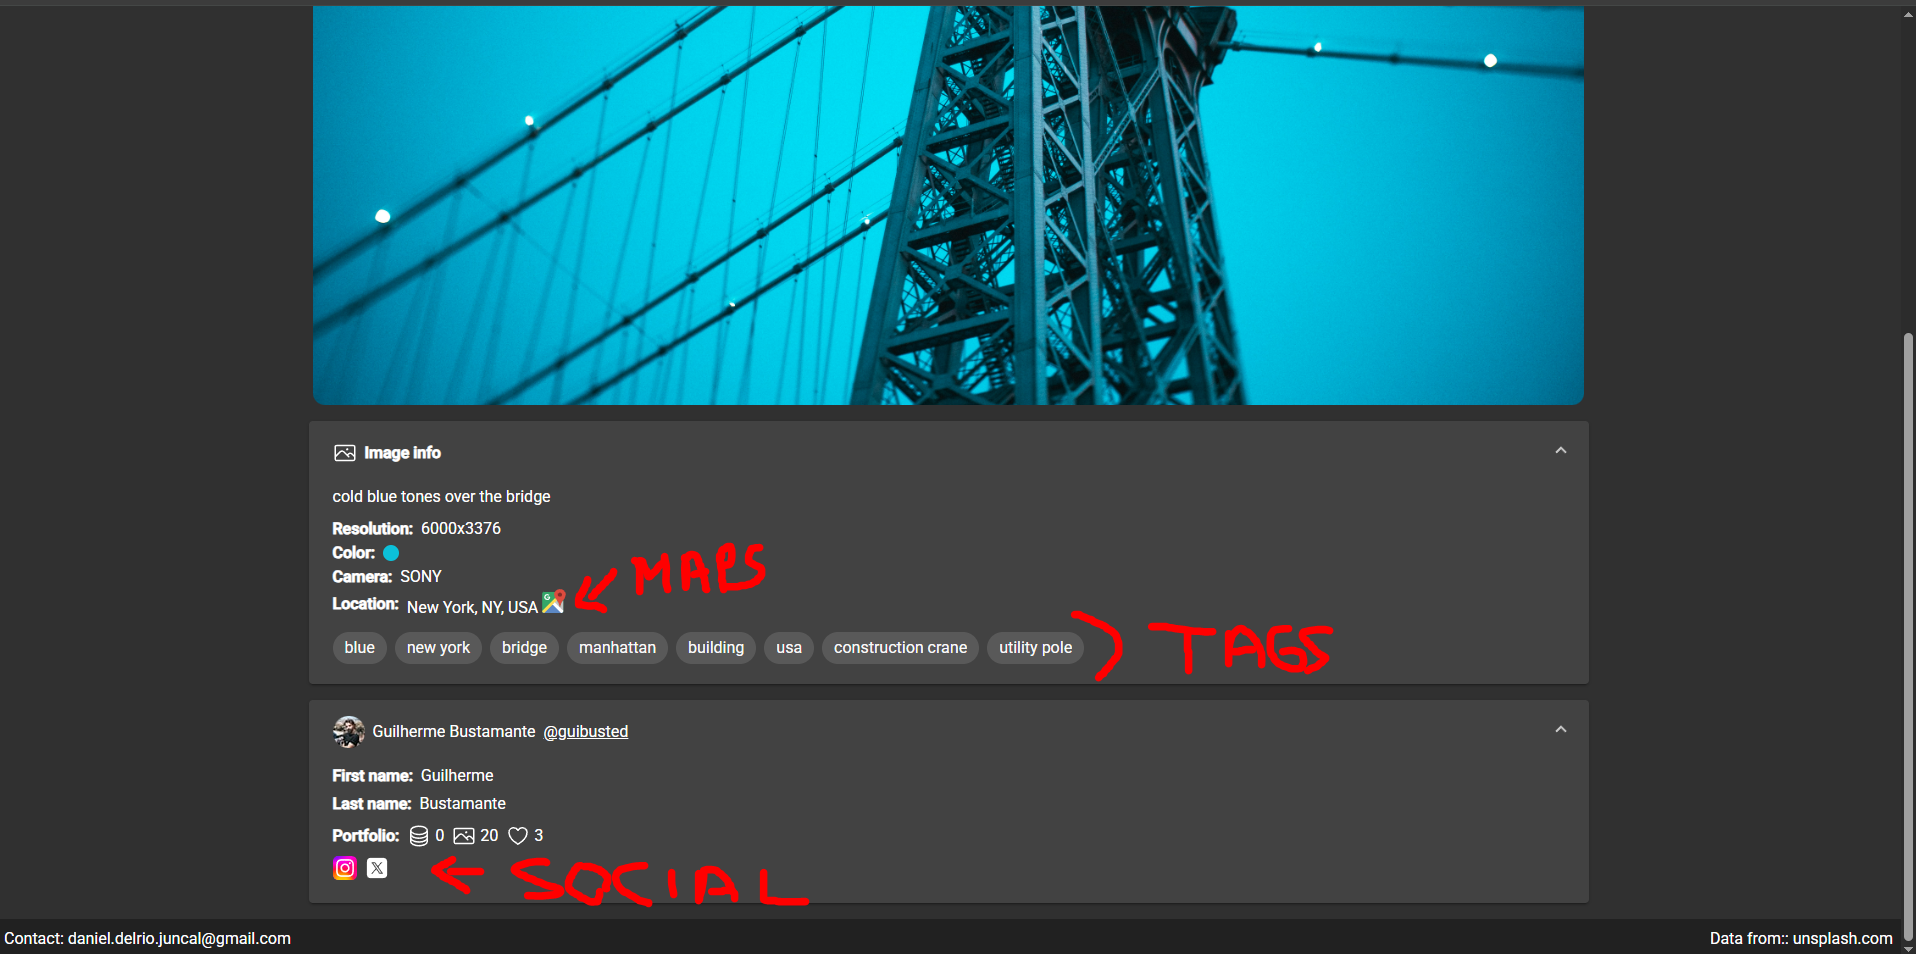 Image info
cold blue tones over the bridge
Resolution: 6000x3376
Color:
Camera: SONY
MAPS
Location: New York, NY, USA
blue new york bridge manhattan building usa construction crane utility pole
TAGS
Guilherme Bustamante @guibusted
First name: Guilherme
Last name: Bustamante
Portfolio: 0 20 3
SOCIAL
Contact: daniel.delrio.juncal@gmail.com
Data from:: unsplash.com